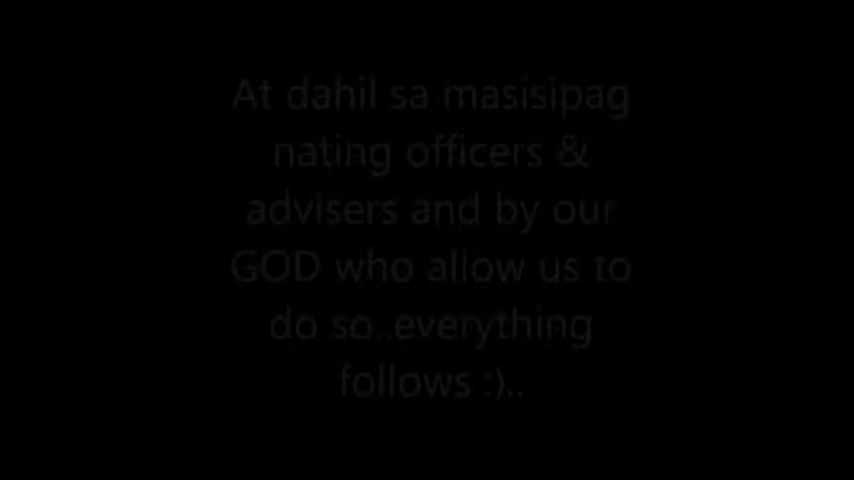 At dahil sa masisipag
nating officers &
advisers and by our
GOD who allow us to
do so..everything
follows :)..